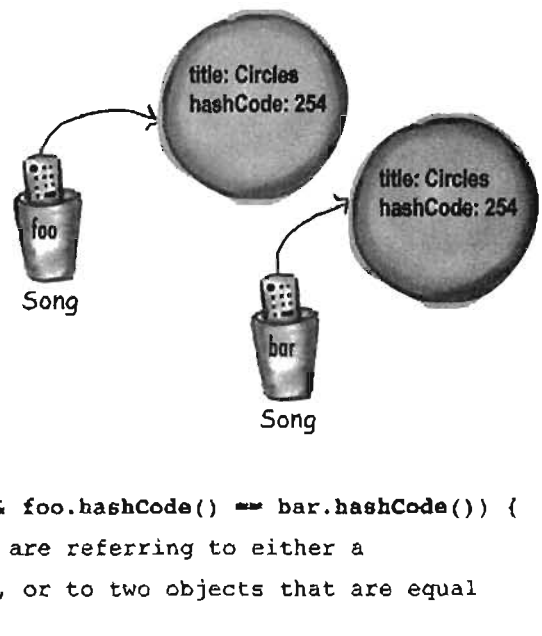 title: Circles
hashCode: 254
foo
Song
title: Circles
hashCode: 254
bar
Song
foo.hashCode() == bar.hashCode()) {
are referring to either a
, or to two objects that are equal